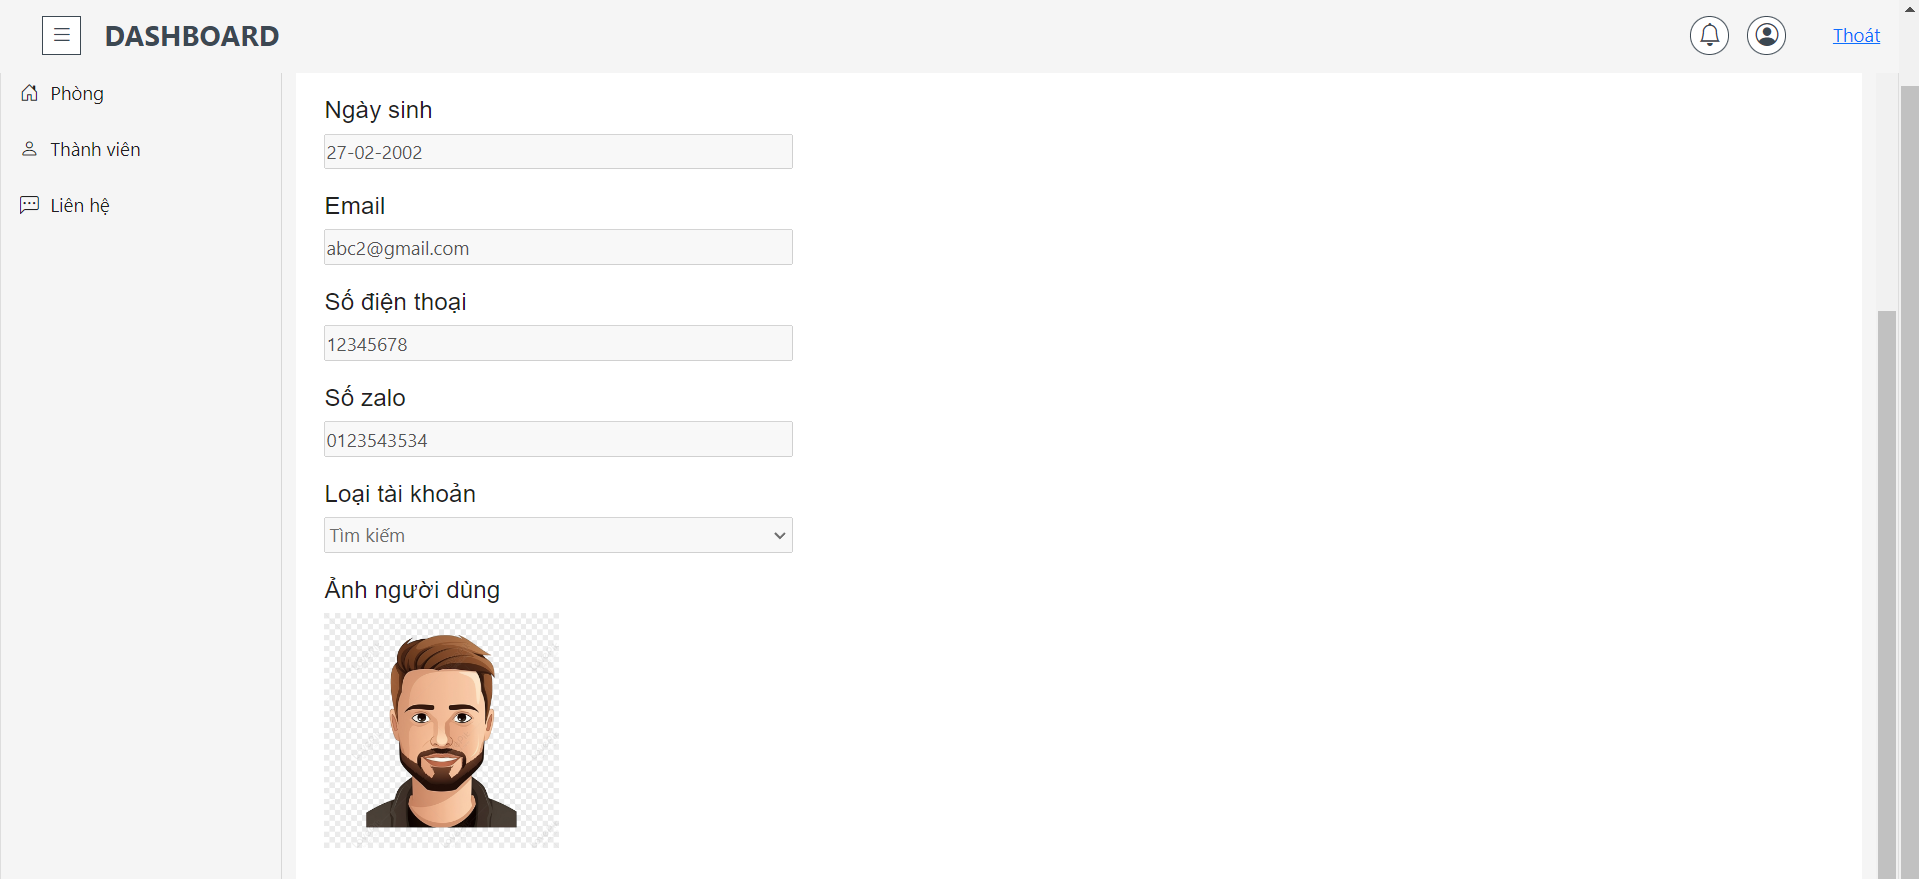 DASHBOARD
Thoát
Phòng
Thành viên
Liên hệ
Ngày sinh
27-02-2002
Email
abc2@gmail.com
Số điện thoại
12345678
Số zalo
0123543534
Loại tài khoản
Tìm kiếm
Ảnh người dùng